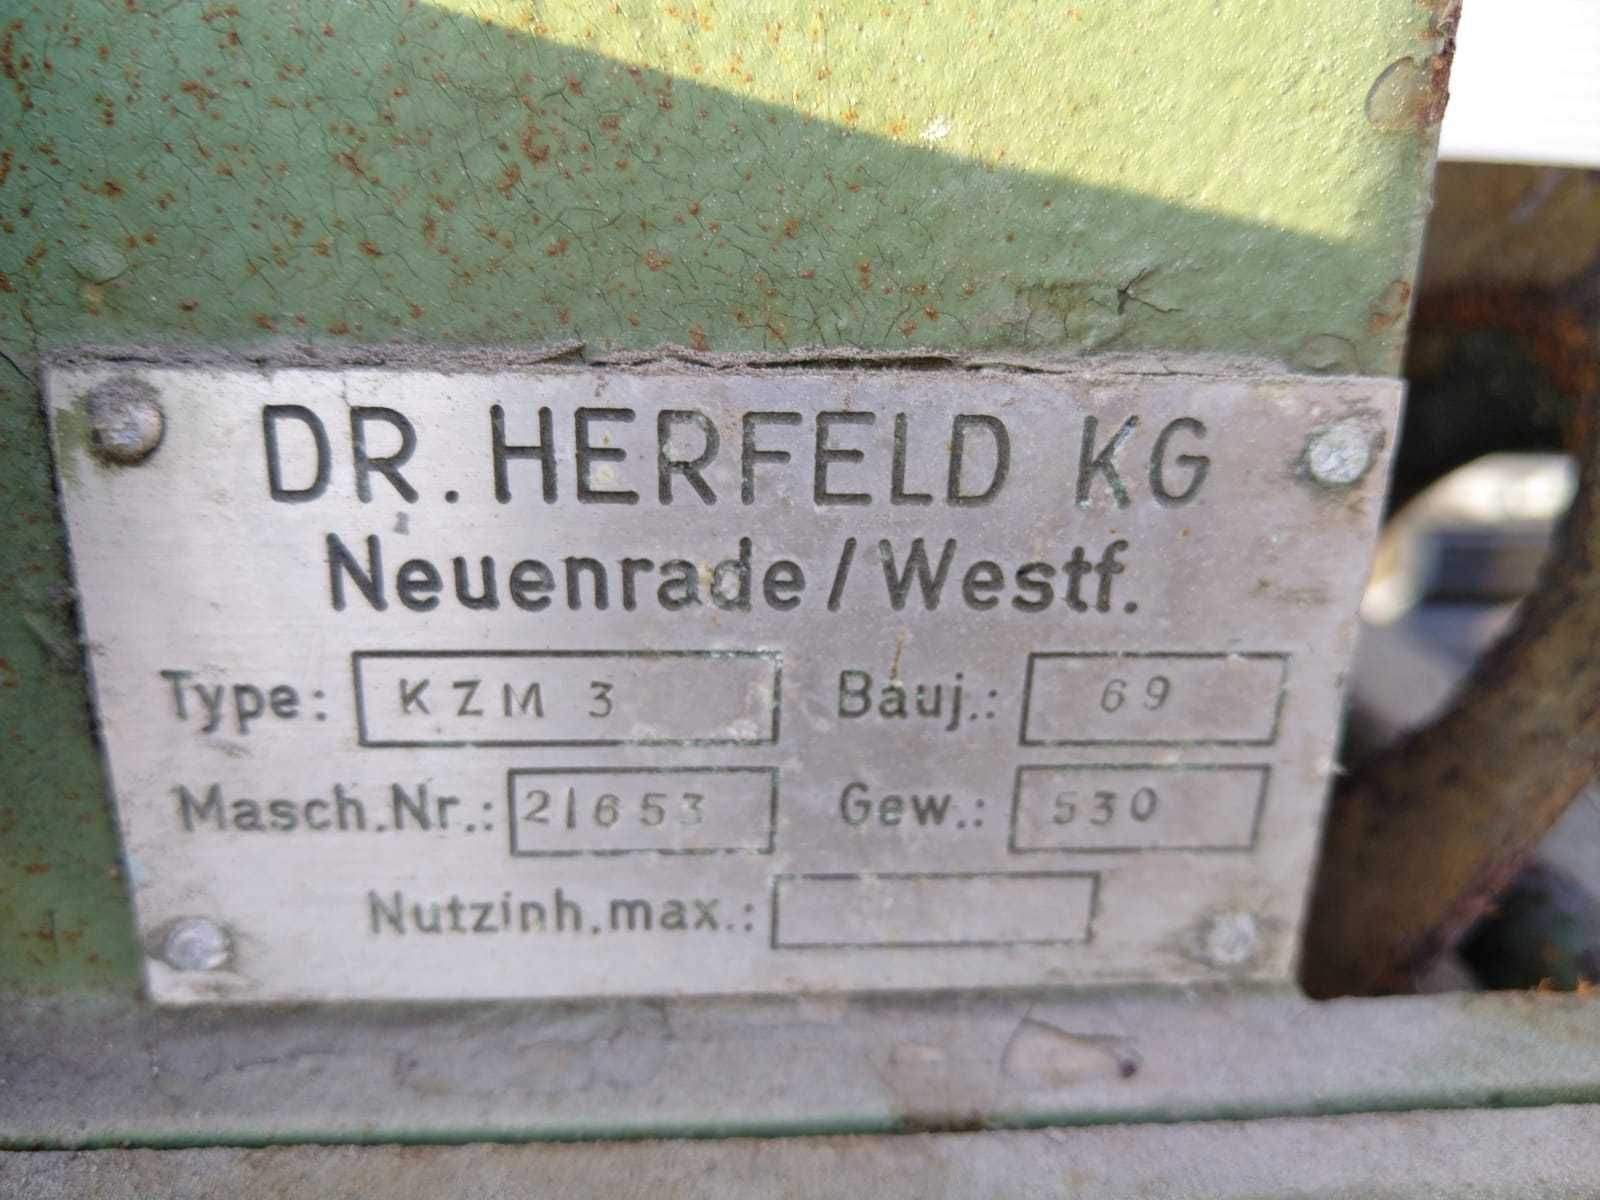 DR. HERFELD KG
Neuenrade / Westf.
Type: KZM 3 Bauj.: 69
Masch.Nr.: 21653 Gew.: 530
Nutzinh.max.: